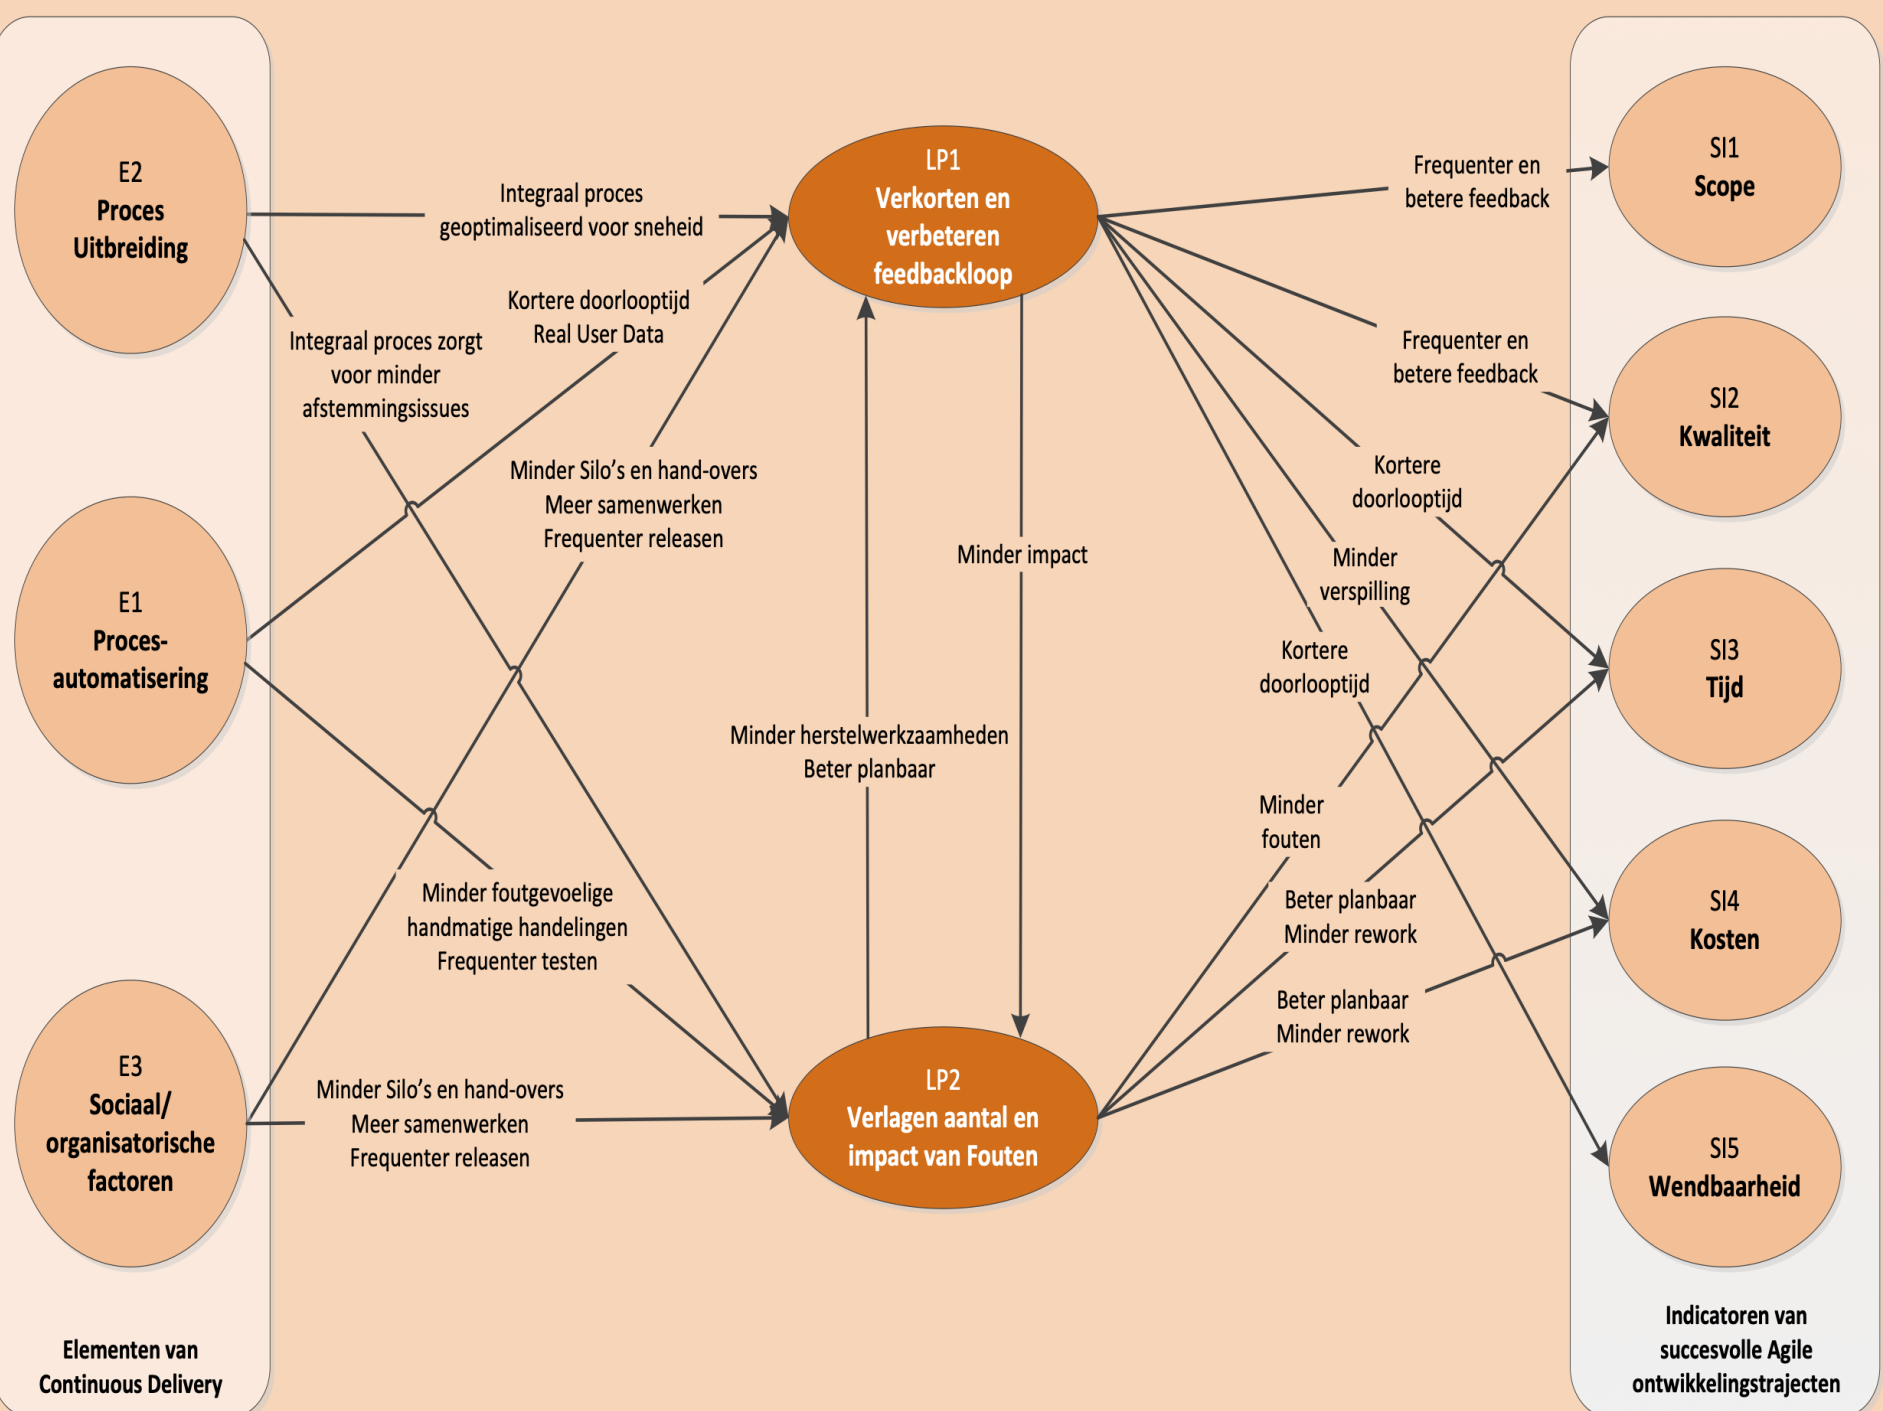 E2
Proces
Uitbreiding
E1
Proces-
automatisering
E3
Sociaal/
organisatorische
factoren
Elementen van
Continuous Delivery
Integraal proces
geoptimaliseerd voor sneheid
Kortere doorlooptijd
Real User Data
Integraal proces zorgt
voor minder
afstemmingsissues
Minder Silo's en hand-overs
Meer samenwerken
Frequenter releasen
Minder foutgevoelige
handmatige handelingen
Frequenter testen
Minder Silo's en hand-overs
Meer samenwerken
Frequenter releasen
LP1
Verkorten en
verbeteren
feedbackloop
Minder impact
Minder herstelwerkzaamheden
Beter planbaar
LP2
Verlagen aantal en
impact van Fouten
Frequenter en
betere feedback
Frequenter en
betere feedback
Kortere
doorlooptijd
Minder
verspilling
Kortere
doorlooptijd
Minder
fouten
Beter planbaar
Minder rework
Beter planbaar
Minder rework
SI1
Scope
SI2
Kwaliteit
SI3
Tijd
SI4
Kosten
SI5
Wendbaarheid
Indicatoren van
succesvolle Agile
ontwikkelingstrajecten